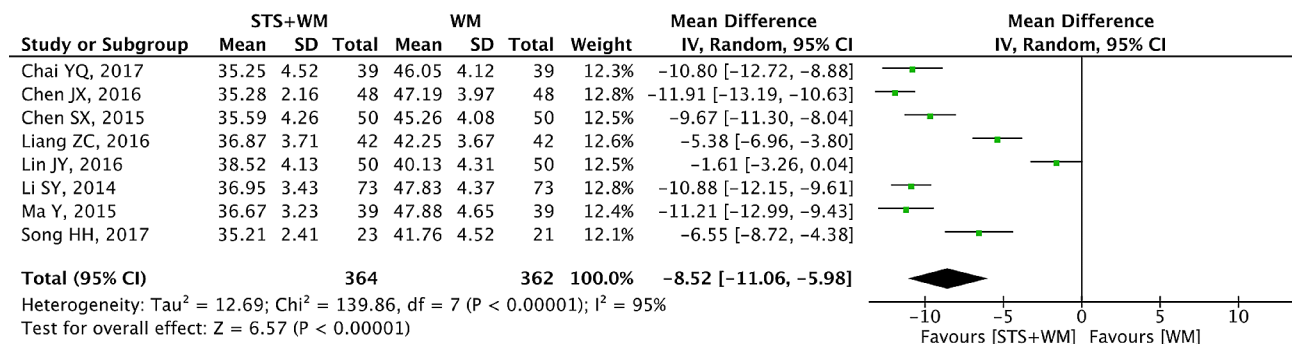 STS+WM WM Mean Difference Mean Difference
Study or Subgroup Mean SD Total Mean SD Total Weight IV, Random, 95% CI IV, Random, 95% CI
Chai YQ, 2017 35.25 4.52 39 46.05 4.12 39 12.3% −10.80 [−12.72, −8.88]
Chen JX, 2016 35.28 2.16 48 47.19 3.97 48 12.8% −11.91 [−13.19, −10.63]
Chen SX, 2015 35.59 4.26 50 45.26 4.08 50 12.5% −9.67 [−11.30, −8.04]
Liang ZC, 2016 36.87 3.71 42 42.25 3.67 42 12.6% −5.38 [−6.96, −3.80]
Lin JY, 2016 38.52 4.13 50 40.13 4.31 50 12.5% −1.61 [−3.26, 0.04]
Li SY, 2014 36.95 3.43 73 47.83 4.37 73 12.8% −10.88 [−12.15, −9.61]
Ma Y, 2015 36.67 3.23 39 47.88 4.65 39 12.4% −11.21 [−12.99, −9.43]
Song HH, 2017 35.21 2.41 23 41.76 4.52 21 12.1% −6.55 [−8.72, −4.38]
Total (95% CI) 364 362 100.0% −8.52 [−11.06, −5.98]
Heterogeneity: Tau² = 12.69; Chi² = 139.86, df = 7 (P < 0.00001); I² = 95%
Test for overall effect: Z = 6.57 (P < 0.00001)
−10 −5 0 5 10
Favours [STS+WM] Favours [WM]